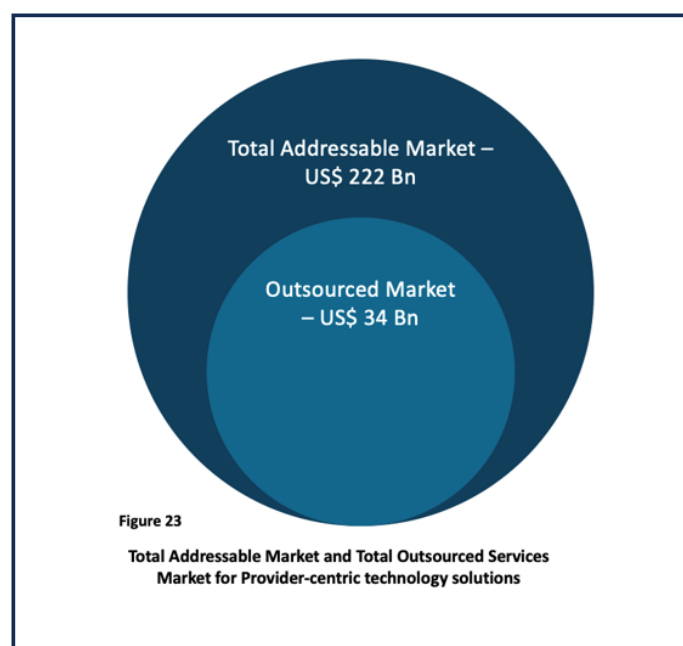 Total Addressable Market –
US$ 222 Bn
Outsourced Market
– US$ 34 Bn
Figure 23
Total Addressable Market and Total Outsourced Services
Market for Provider-centric technology solutions